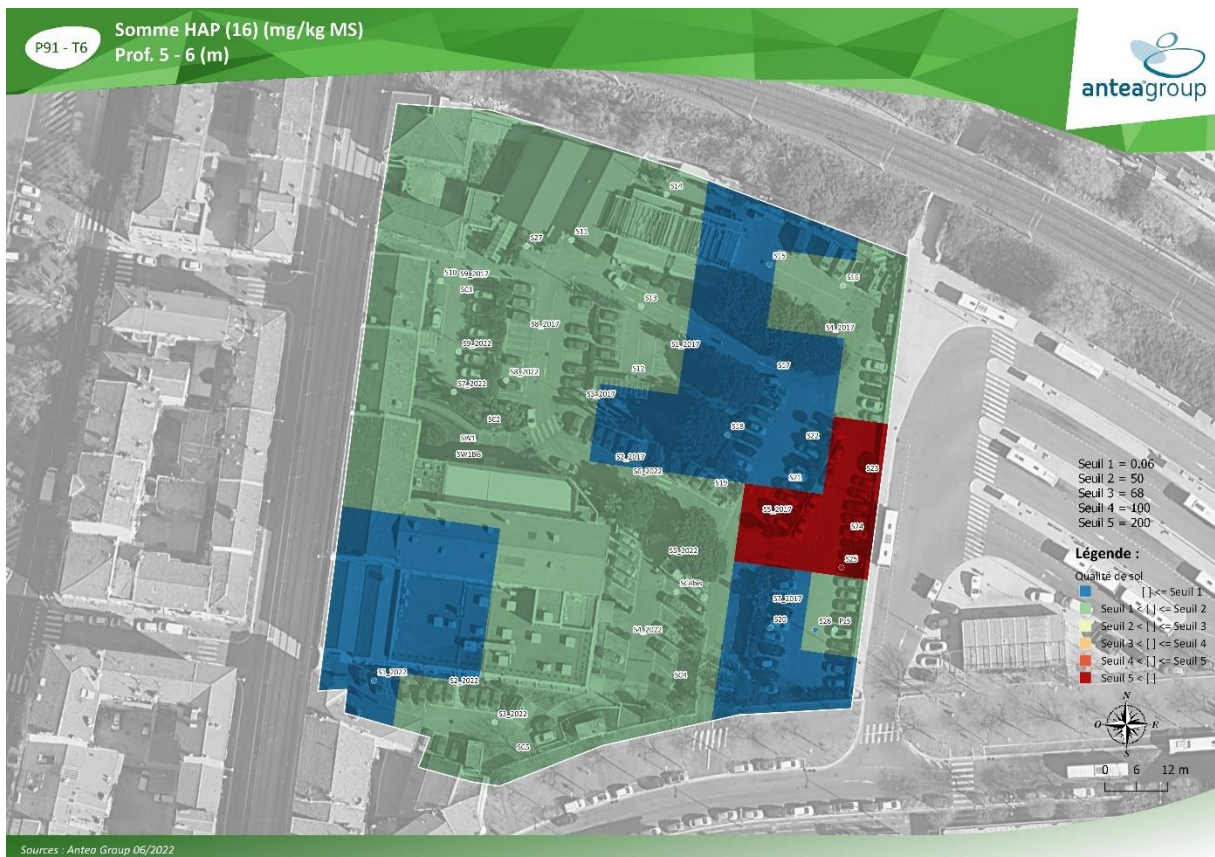 P91 - T6
Somme HAP (16) (mg/kg MS)
Prof. 5 - 6 (m)
anteagroup
S14
S27
S11
S15
S10
S9_2017
S16
SC1
S13
S8_2017
S4_2017
S1_2017
S9_2022
S17
S12
S8_2022
S7_2022
S3_2017
SC2
S18
S22
SW1
SW1Bis
S2_2017
S6_2022
S23
S21
S19
S5_2017
S24
S5_2022
S25
SC4bis
S7_2017
S20
S26
S4_2022
SC4
S1_2022
S2_2022
S3_2022
SC5
Seuil 1 = 0.06
Seuil 2 = 50
Seuil 3 = 68
Seuil 4 = 100
Seuil 5 = 200
Légende :
Qualité de sol
[ ] <= Seuil 1
Seuil 1 < [ ] <= Seuil 2
Seuil 2 < [ ] <= Seuil 3
Seuil 3 < [ ] <= Seuil 4
Seuil 4 < [ ] <= Seuil 5
Seuil 5 < [ ]
N
O
E
S
0 6 12 m
Sources : Antea Group 06/2022